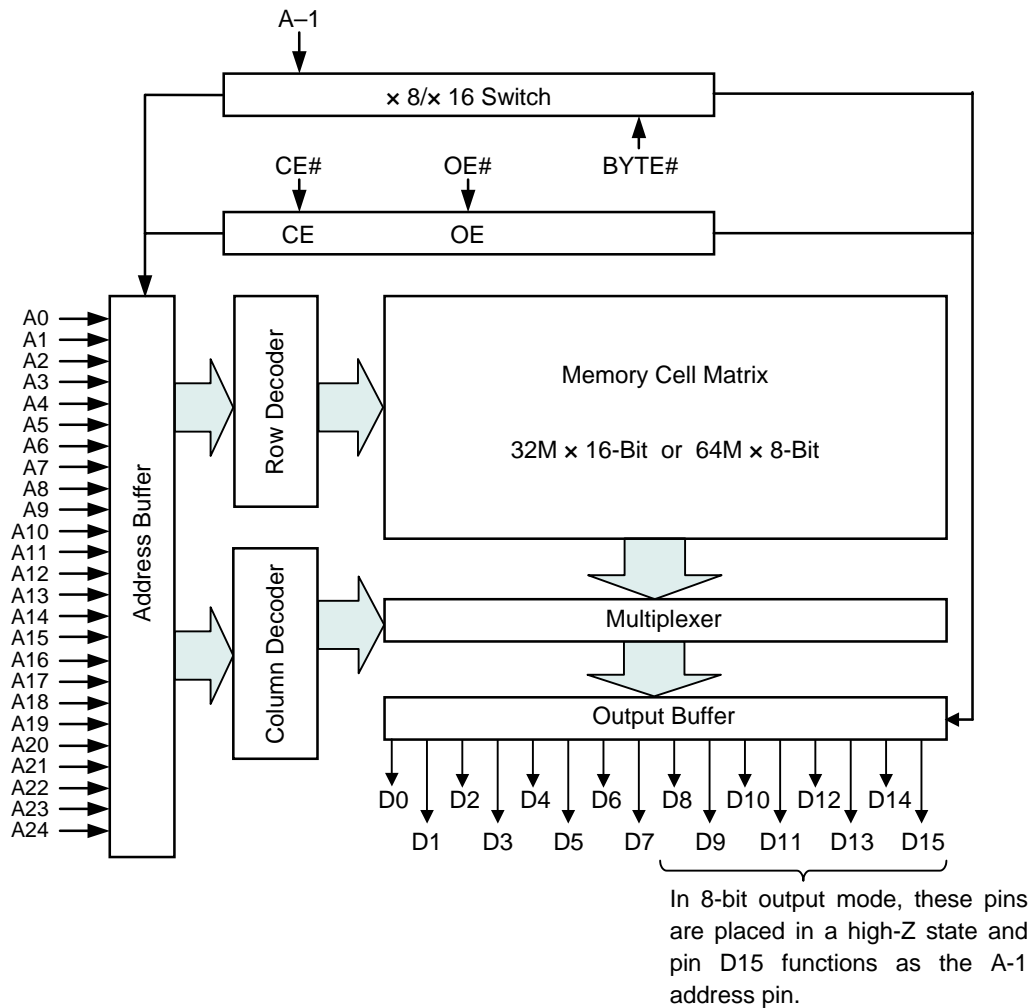 A–1
× 8/× 16 Switch
CE#
OE#
BYTE#
CE
OE
A0
A1
A2
A3
A4
A5
A6
A7
A8
A9
A10
A11
A12
A13
A14
A15
A16
A17
A18
A19
A20
A21
A22
A23
A24
Address Buffer
Row Decoder
Column Decoder
Memory Cell Matrix
32M × 16-Bit or 64M × 8-Bit
Multiplexer
Output Buffer
D0
D2
D4
D6
D8
D10
D12
D14
D1
D3
D5
D7
D9
D11
D13
D15
In 8-bit output mode, these pins
are placed in a high-Z state and
pin D15 functions as the A-1
address pin.